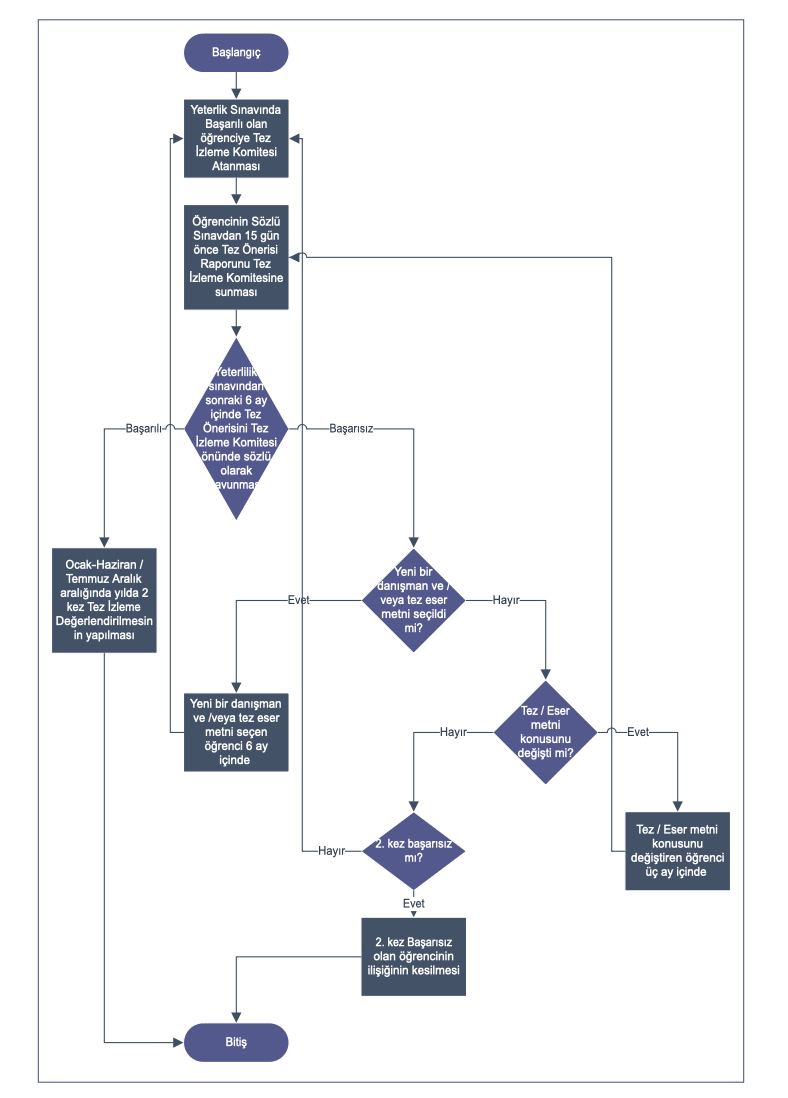 Başlangıç
Yeterlik Sınavında
Başarılı olan
öğrenciye Tez
İzleme Komitesi
Atanması
Öğrencinin Sözlü
Sınavdan 15 gün
önce Tez Önerisi
Raporunu Tez
İzleme Komitesine
sunması
Yeterlilik
sınavından
sonraki 6 ay
içinde Tez
Önerisini Tez
İzleme Komitesi
önünde sözlü
olarak
savunması
Başarılı
Başarısız
Ocak-Haziran /
Temmuz Aralık
aralığında yılda 2
kez Tez İzleme
Değerlendirilmesin
in yapılması
Yeni bir
danışman ve /
veya tez eser
metni seçildi
mi?
Evet
Hayır
Yeni bir danışman
ve /veya tez eser
metni seçen
öğrenci 6 ay
içinde
Tez / Eser
metni
konusunu
değişti mi?
Hayır
Evet
Tez / Eser metni
konusunu
değiştiren öğrenci
üç ay içinde
2. kez başarısız
mı?
Hayır
Evet
2. kez Başarısız
olan öğrencinin
ilişiğinin kesilmesi
Bitiş